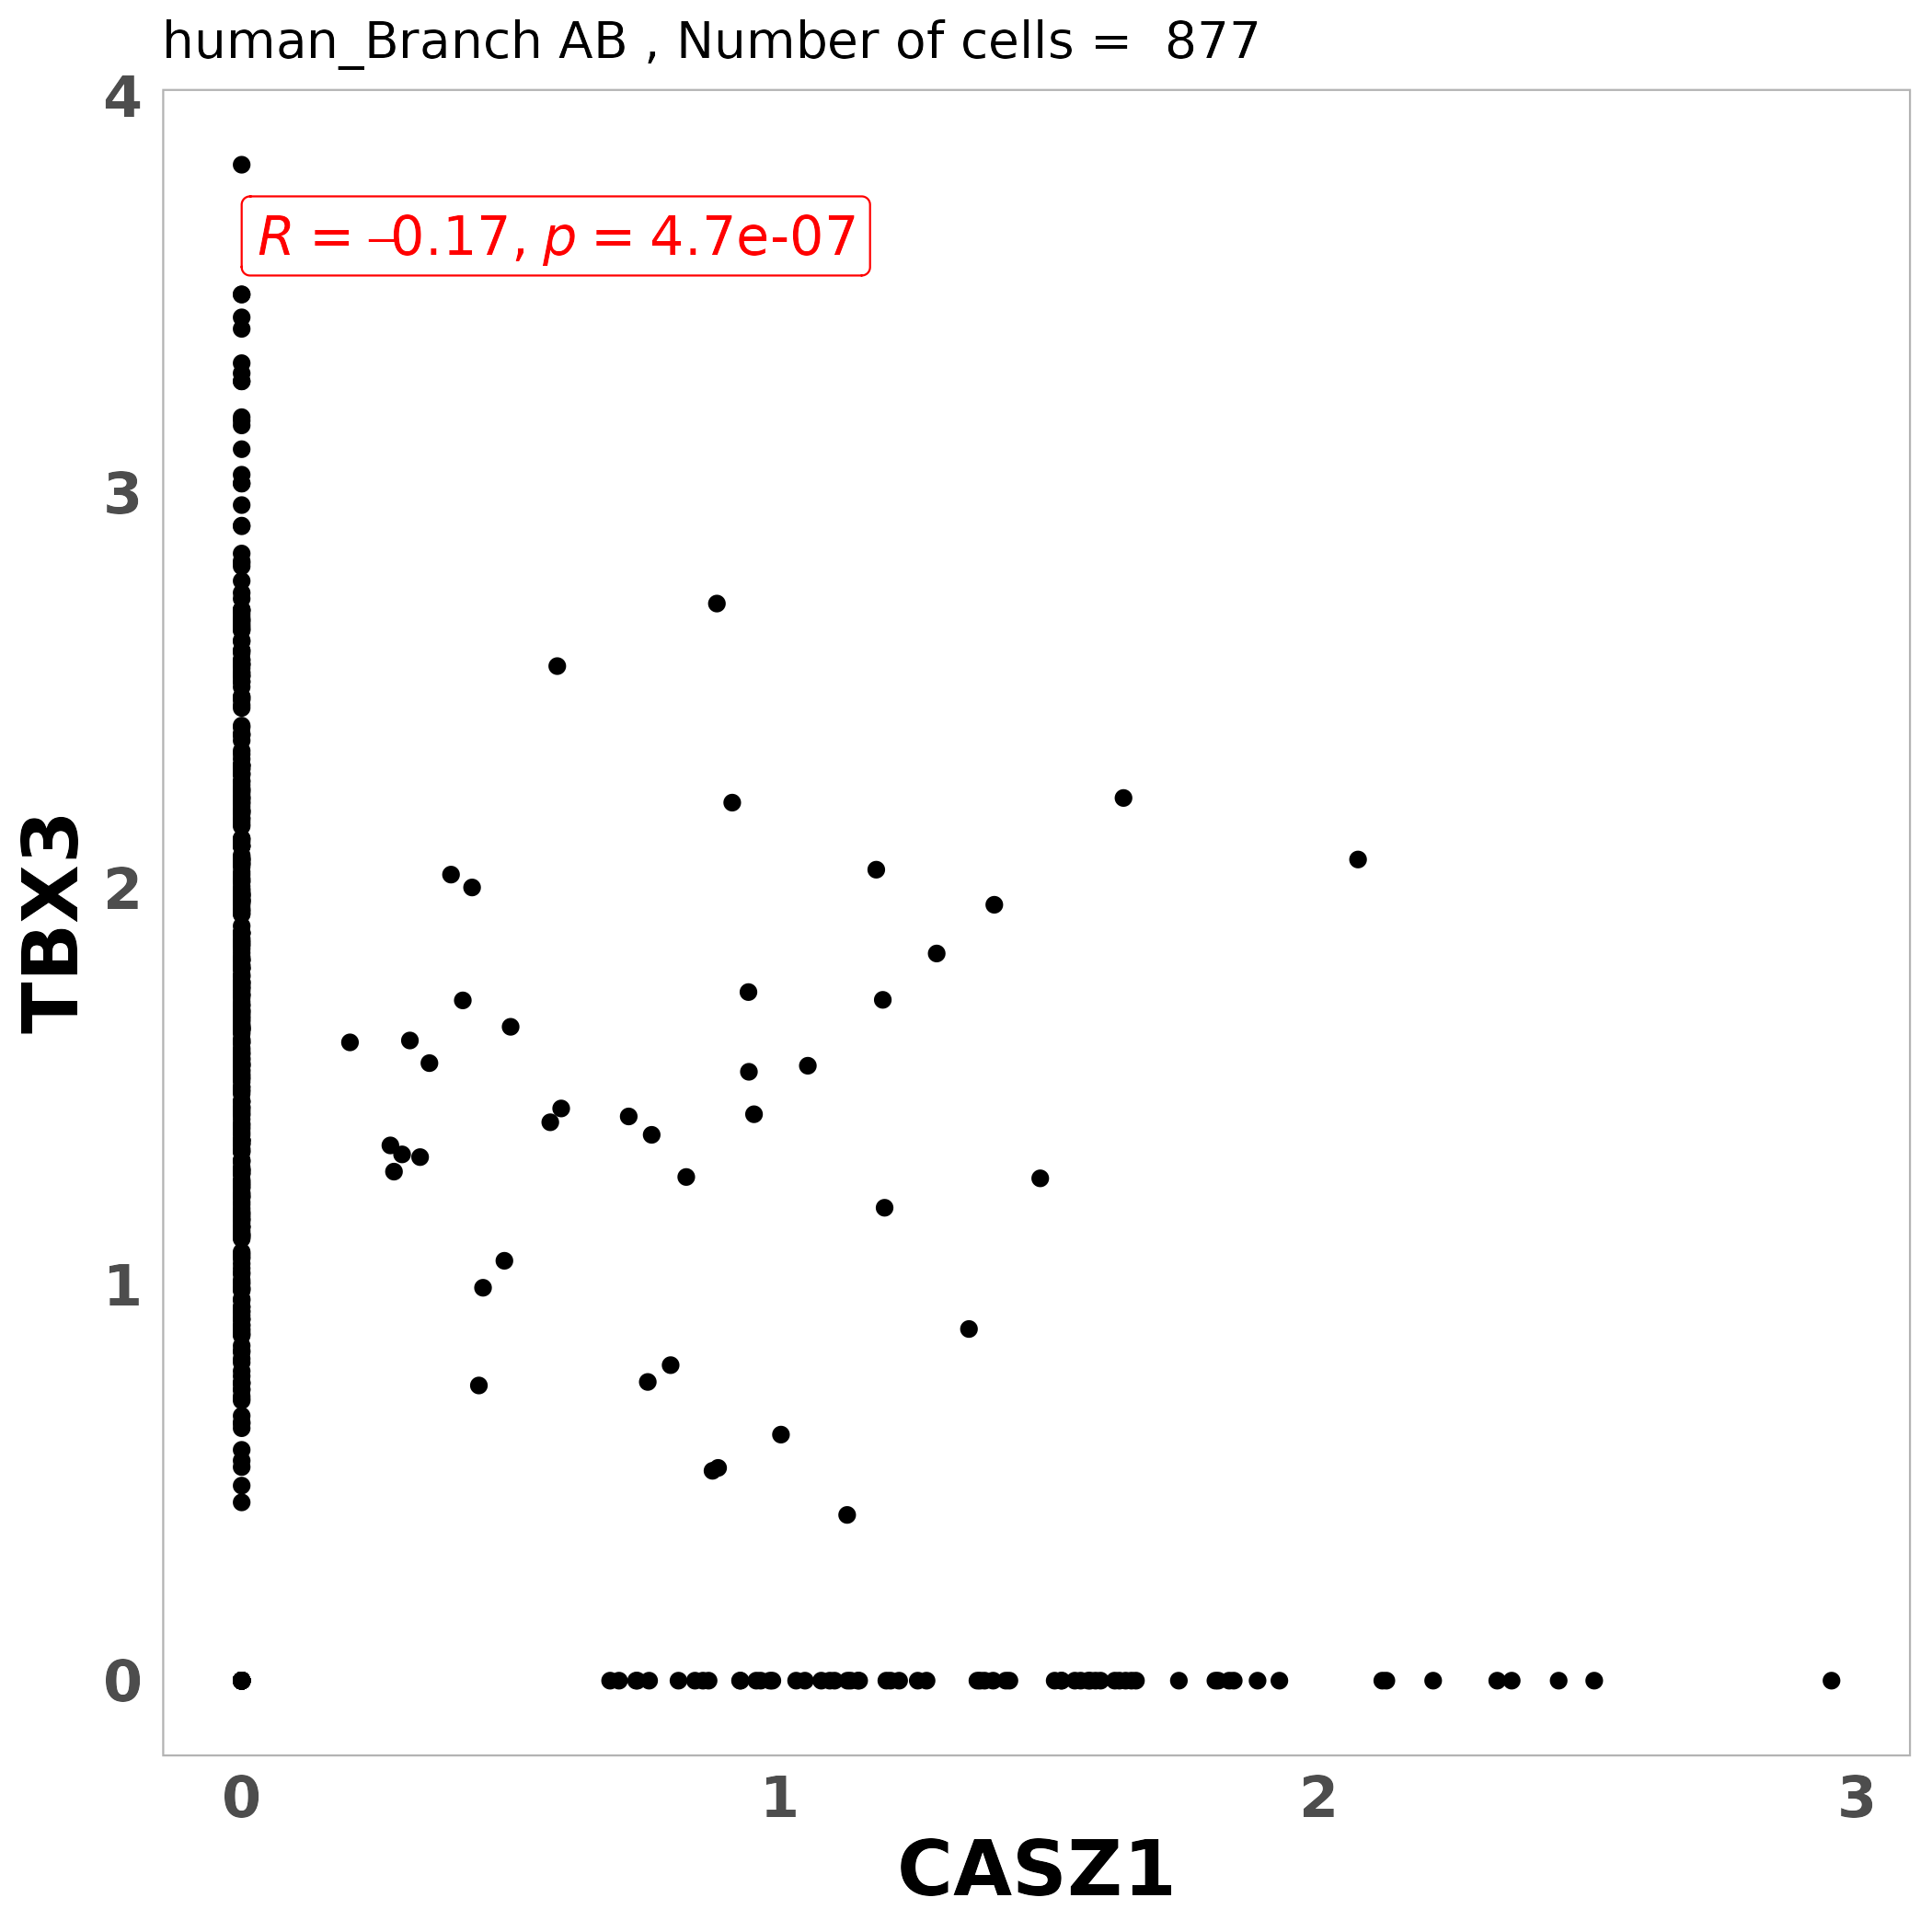 human_Branch AB , Number of cells =  877
4
R = –0.17, p = 4.7e-07
3
2
1
0
TBX3
0 1 2 3
CASZ1